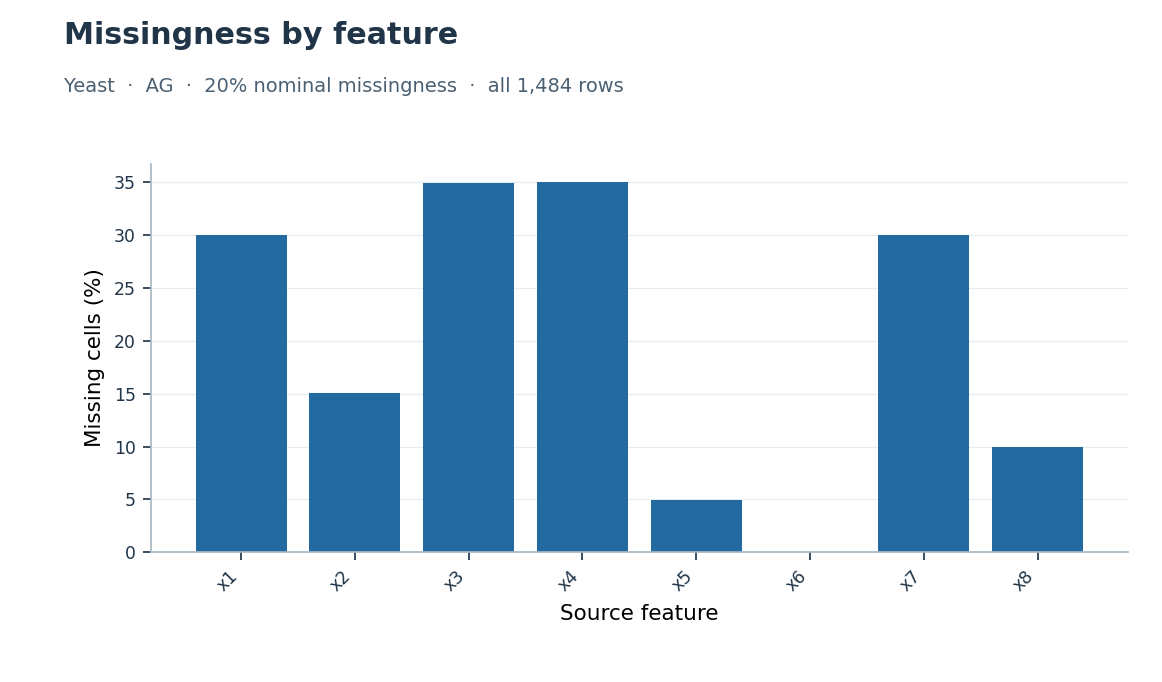 Missingness by feature
Yeast · AG · 20% nominal missingness · all 1,484 rows
35
30
25
20
15
10
5
0
Missing cells (%)
x1 x2 x3 x4 x5 x6 x7 x8
Source feature